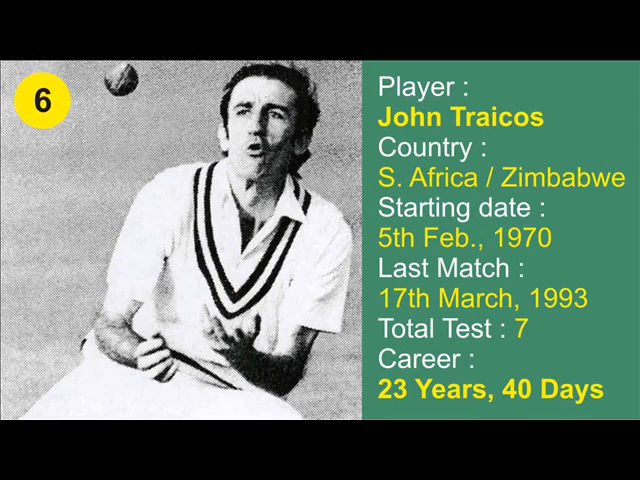 6
Player :
John Traicos
Country :
S. Africa / Zimbabwe
Starting date :
5th Feb., 1970
Last Match :
17th March, 1993
Total Test : 7
Career :
23 Years, 40 Days